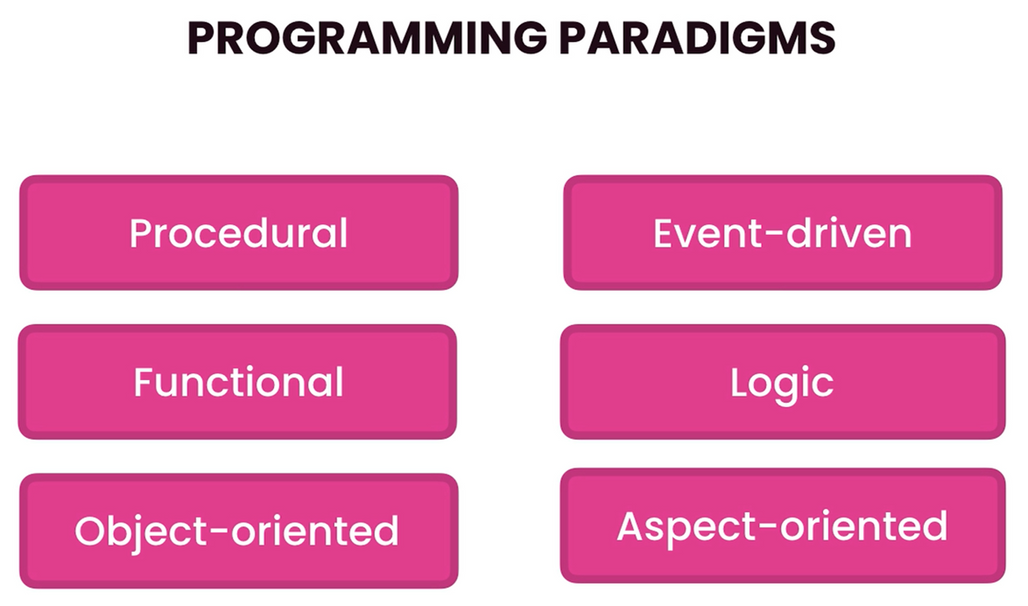 PROGRAMMING PARADIGMS
Procedural
Event-driven
Functional
Logic
Object-oriented
Aspect-oriented